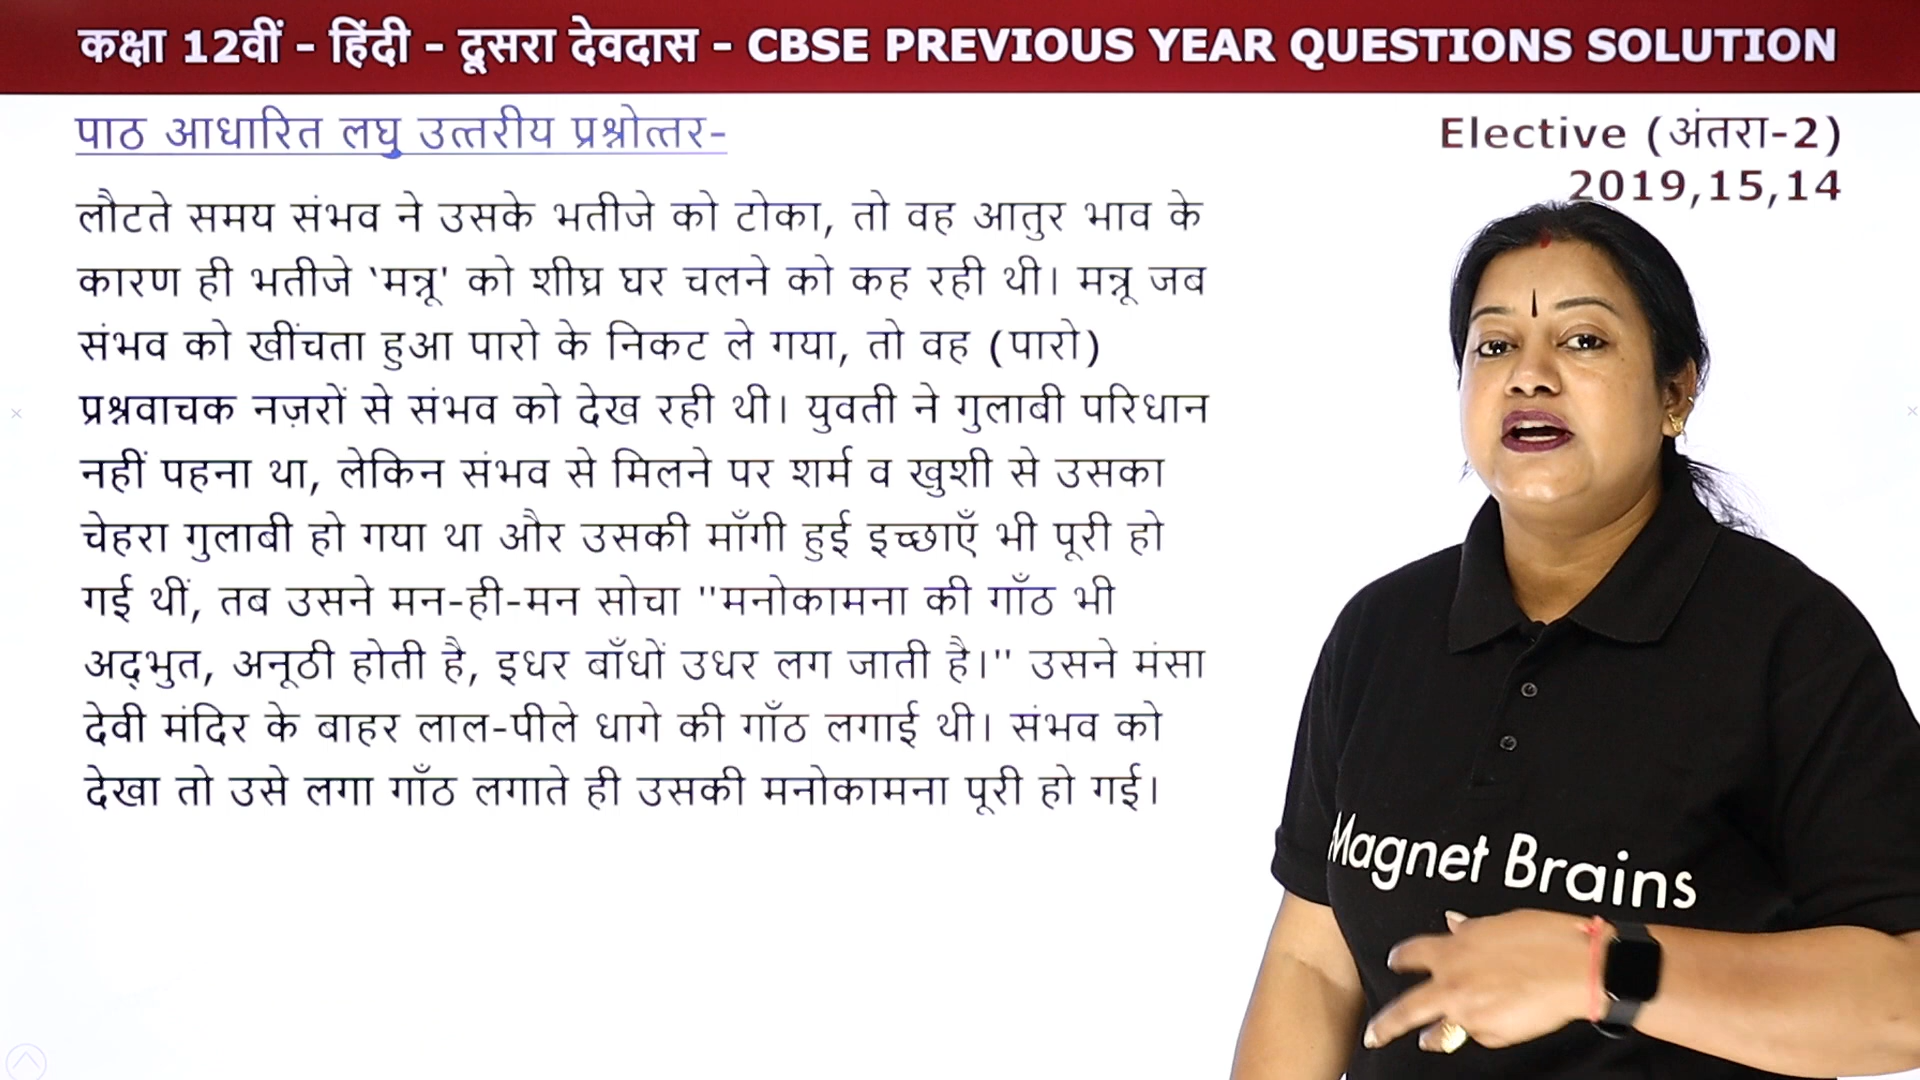 कक्षा 12वीं - हिंदी - दूसरा देवदास - CBSE PREVIOUS YEAR QUESTIONS SOLUTION
पाठ आधारित लघु उत्तरीय प्रश्नोत्तर-
Elective (अंतरा-2)
2019,15,14
लौटते समय संभव ने उसके भतीजे को टोका, तो वह आतुर भाव के
कारण ही भतीजे 'मन्नू' को शीघ्र घर चलने को कह रही थी। मन्नू जब
संभव को खींचता हुआ पारो के निकट ले गया, तो वह (पारो)
प्रश्नवाचक नज़रों से संभव को देख रही थी। युवती ने गुलाबी परिधान
नहीं पहना था, लेकिन संभव से मिलने पर शर्म व खुशी से उसका
चेहरा गुलाबी हो गया था और उसकी माँगी हुई इच्छाएँ भी पूरी हो
गई थीं, तब उसने मन-ही-मन सोचा "मनोकामना की गाँठ भी
अद्भुत, अनूठी होती है, इधर बाँधों उधर लग जाती है।" उसने मंसा
देवी मंदिर के बाहर लाल-पीले धागे की गाँठ लगाई थी। संभव को
देखा तो उसे लगा गाँठ लगाते ही उसकी मनोकामना पूरी हो गई।
Magnet Brains